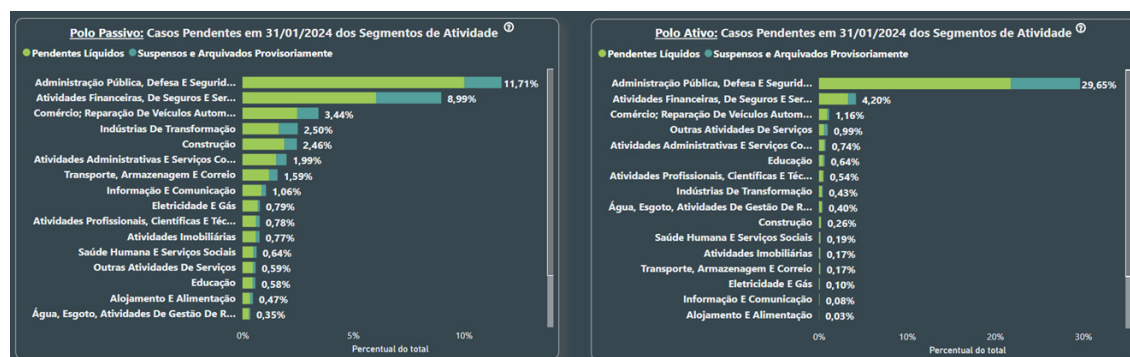 Polo Passivo: Casos Pendentes em 31/01/2024 dos Segmentos de Atividade ?
Pendentes Líquidos Suspensos e Arquivados Provisoriamente
Administração Pública, Defesa E Segurid... 11,71%
Atividades Financeiras, De Seguros E Ser... 8,99%
Comércio; Reparação De Veículos Autom... 3,44%
Indústrias De Transformação 2,50%
Construção 2,46%
Atividades Administrativas E Serviços Co... 1,99%
Transporte, Armazenagem E Correio 1,59%
Informação E Comunicação 1,06%
Eletricidade E Gás 0,79%
Atividades Profissionais, Científicas E Téc... 0,78%
Atividades Imobiliárias 0,77%
Saúde Humana E Serviços Sociais 0,64%
Outras Atividades De Serviços 0,59%
Educação 0,58%
Alojamento E Alimentação 0,47%
Água, Esgoto, Atividades De Gestão De R... 0,35%
0% 5% 10%
Percentual do total
Polo Ativo: Casos Pendentes em 31/01/2024 dos Segmentos de Atividade ?
Pendentes Líquidos Suspensos e Arquivados Provisoriamente
Administração Pública, Defesa E Segurid... 29,65%
Atividades Financeiras, De Seguros E Ser... 4,20%
Comércio; Reparação De Veículos Autom... 1,16%
Outras Atividades De Serviços 0,99%
Atividades Administrativas E Serviços Co... 0,74%
Educação 0,64%
Atividades Profissionais, Científicas E Téc... 0,54%
Indústrias De Transformação 0,43%
Água, Esgoto, Atividades De Gestão De R... 0,40%
Construção 0,26%
Saúde Humana E Serviços Sociais 0,19%
Atividades Imobiliárias 0,17%
Transporte, Armazenagem E Correio 0,17%
Eletricidade E Gás 0,10%
Informação E Comunicação 0,08%
Alojamento E Alimentação 0,03%
0% 10% 20% 30%
Percentual do total